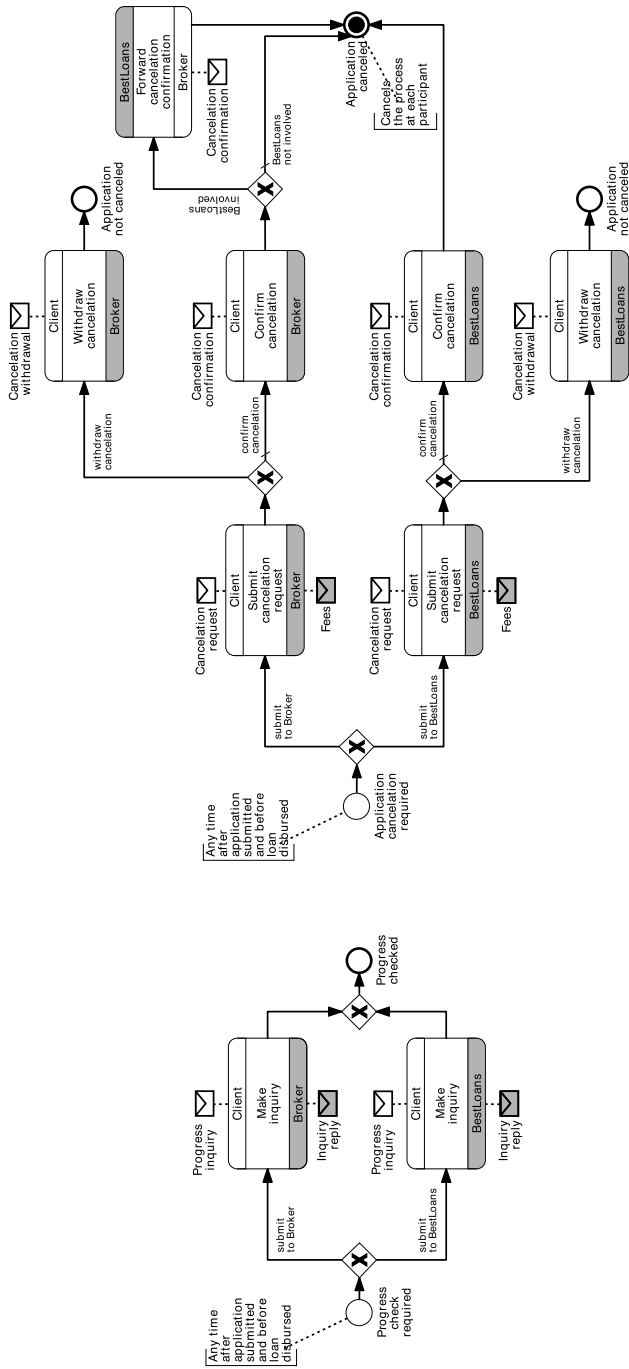 Any time
after
application
submitted
and before
loan
disbursed
Progress
check
required
submit
to Broker
submit
to BestLoans
Progress
inquiry
Client
Make
inquiry
Broker
Inquiry
reply
Progress
inquiry
Client
Make
inquiry
BestLoans
Inquiry
reply
Progress
checked
Any time
after
application
submitted
and before
loan
disbursed
Application
cancelation
required
submit
to Broker
submit
to BestLoans
Cancelation
request
Client
Submit
cancelation
request
Broker
Fees
Cancelation
request
Client
Submit
cancelation
request
BestLoans
Fees
withdraw
cancelation
confirm
cancelation
confirm
cancelation
withdraw
cancelation
Cancelation
withdrawal
Client
Withdraw
cancelation
Broker
Application
not canceled
Cancelation
confirmation
Client
Confirm
cancelation
Broker
BestLoans
involved
BestLoans
not involved
BestLoans
Forward
cancelation
confirmation
Broker
Cancelation
confirmation
Cancelation
confirmation
Client
Confirm
cancelation
BestLoans
Application
canceled
Cancels
the process
at each
participant
Cancelation
withdrawal
Client
Withdraw
cancelation
BestLoans
Application
not canceled